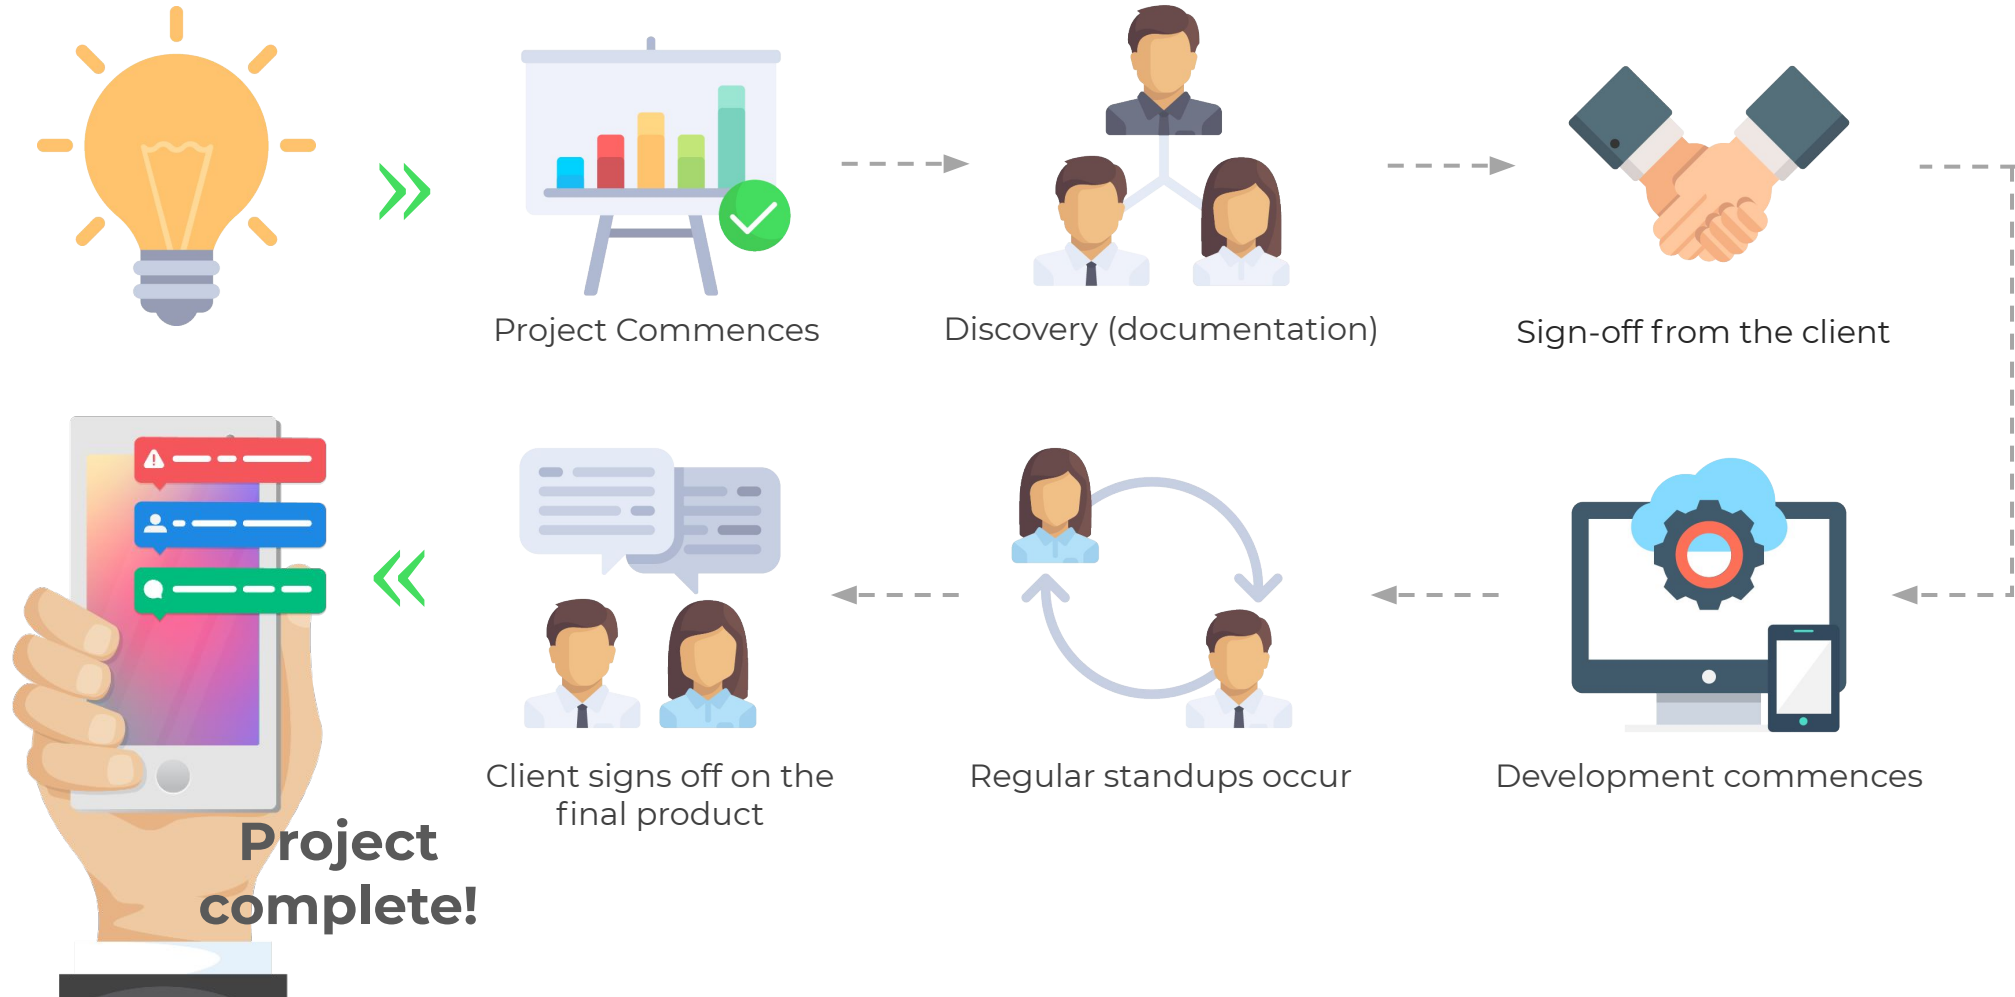 Project Commences
Discovery (documentation)
Sign-off from the client
Development commences
Regular standups occur
Client signs off on the
final product
Project
complete!